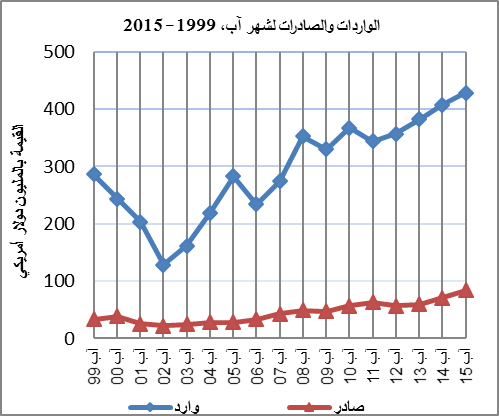 الواردات والصادرات لشهر آب، 1999 - 2015
القيمة بالمليون دولار أمريكي
500
400
300
200
100
0
آب 99
آب 00
آب 01
آب 02
آب 03
آب 04
آب 05
آب 06
آب 07
آب 08
آب 09
آب 10
آب 11
آب 12
آب 13
آب 14
آب 15
وارد
صادر